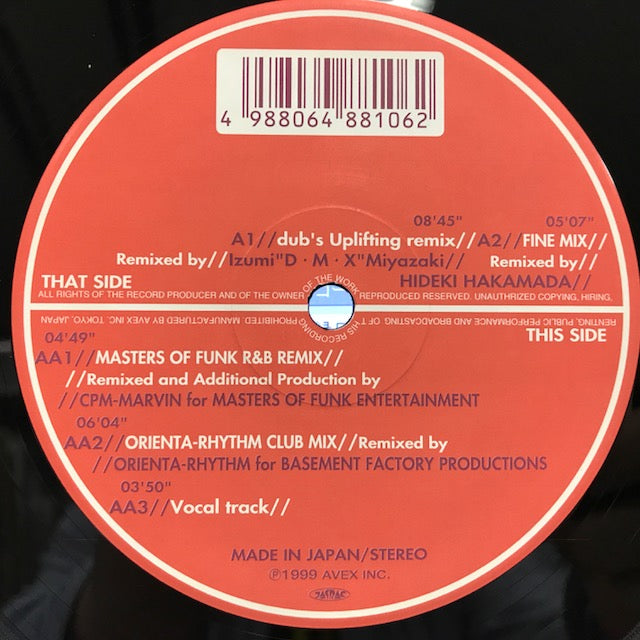 4 988064 881062
08'45" 05'07"
A1//dub's Uplifting remix//A2//FINE MIX//
Remixed by//Izumi"D・M・X"Miyazaki// Remixed by//
HIDEKI HAKAMADA//
THAT SIDE
ALL RIGHTS OF THE RECORD PRODUCER AND OF THE OWNER OF THE WORK REPRODUCED RESERVED. UNAUTHRIZED COPYING, HIRING,
RENTING, PUBLIC PERFORMANCE AND BROADCASTING OF THIS RECORDING PROHIBITED. MANUFACTURED BY AVEX INC. TOKYO, JAPAN
THIS SIDE
04'49"
AA1//MASTERS OF FUNK R&B REMIX//
//Remixed and Additional Production by
//CPM-MARVIN for MASTERS OF FUNK ENTERTAINMENT
06'04"
AA2//ORIENTA-RHYTHM CLUB MIX//Remixed by
//ORIENTA-RHYTHM for BASEMENT FACTORY PRODUCTIONS
03'50"
AA3//Vocal track//
MADE IN JAPAN/STEREO
Ⓟ1999 AVEX INC.
JASRAC